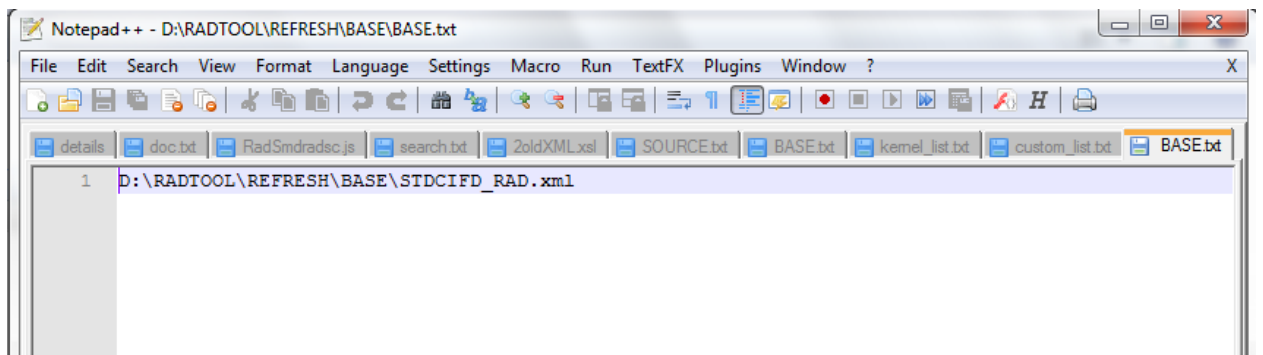 Notepad++ - D:\RADTOOL\REFRESH\BASE\BASE.txt
File Edit Search View Format Language Settings Macro Run TextFX Plugins Window ? X
details doc.txt RadSmdradsc.js search.txt 2oldXML.xsl SOURCE.txt BASE.txt kernel_list.txt custom_list.txt BASE.txt
1 D:\RADTOOL\REFRESH\BASE\STDCIFD_RAD.xml